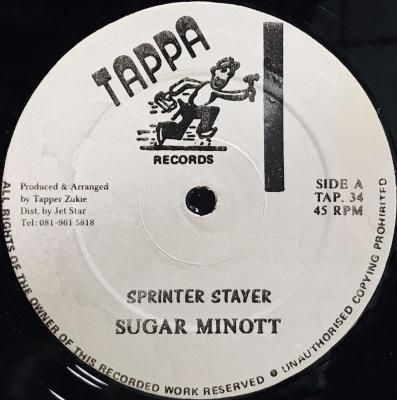 TAPPA
RECORDS
Produced & Arranged
by Tapper Zukie
Dist. by Jet Star
Tel: 081-961 5818
SIDE A
TAP. 34
45 RPM
SPRINTER STAYER
SUGAR MINOTT
ALL RIGHTS OF THE OWNER OF THIS RECORDED WORK RESERVED • UNAUTHORISED COPYING PROHIBITED